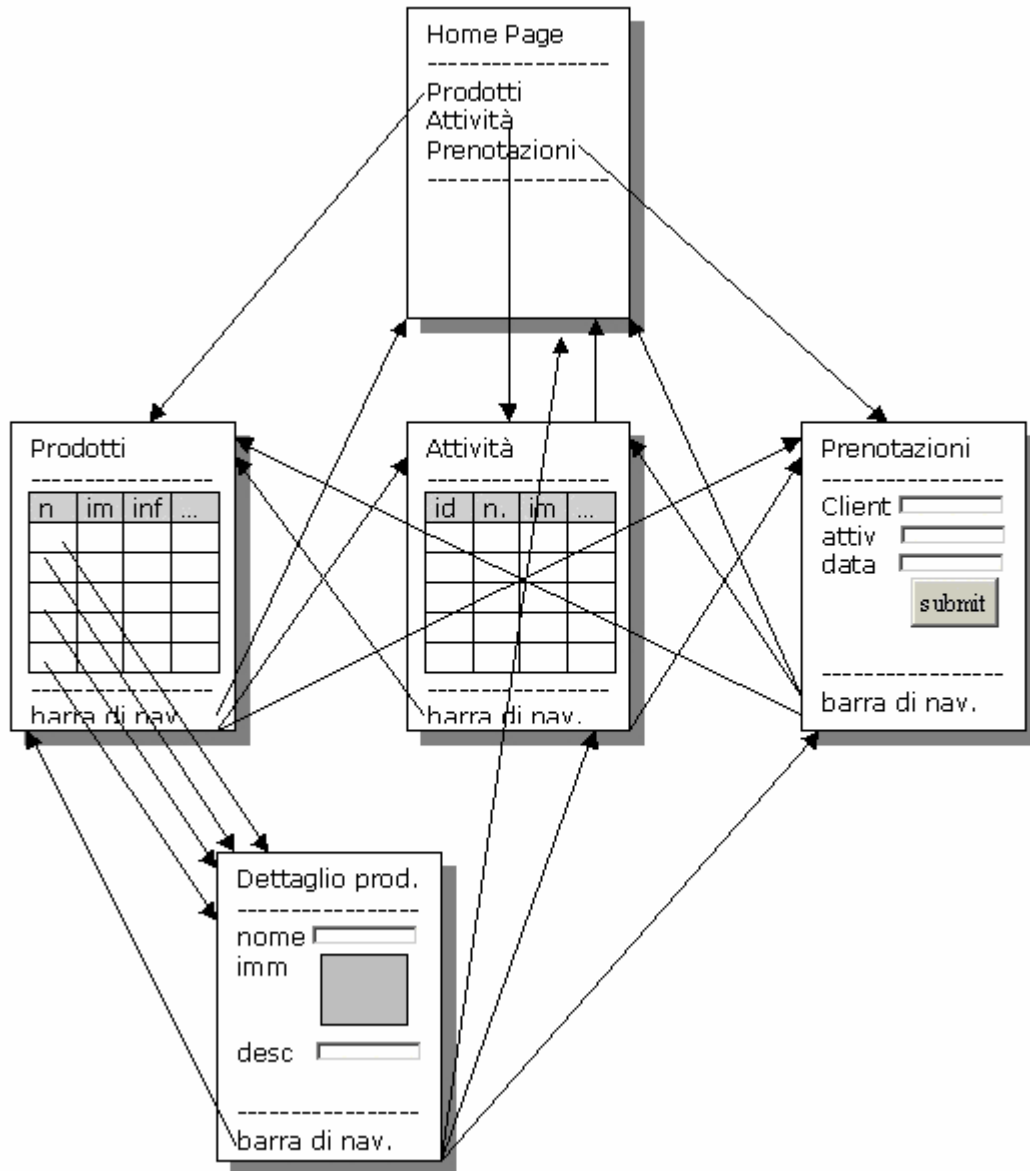 Home Page
------------------
Prodotti
Attività
Prenotazioni
------------------
Prodotti
------------------
n im inf ...
------------------
barra di nav.
Attività
------------------
id n. im ...
------------------
barra di nav.
Prenotazioni
------------------
Client
attiv
data
submit
------------------
barra di nav.
Dettaglio prod.
------------------
nome
imm
desc
------------------
barra di nav.